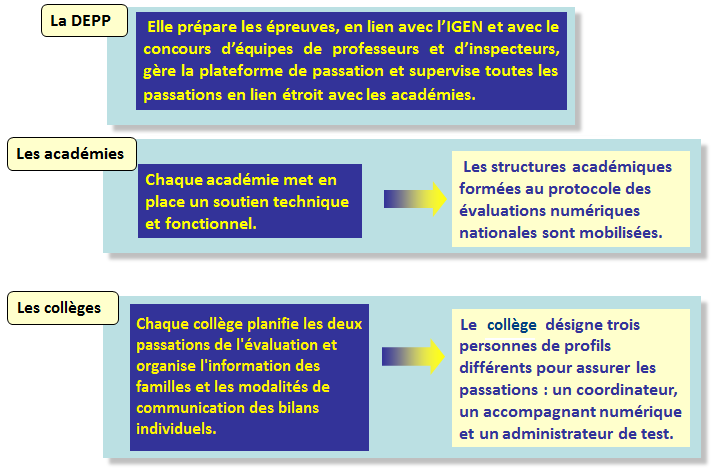 La DEPP
Elle prépare les épreuves, en lien avec l’IGEN et avec le
concours d’équipes de professeurs et d’inspecteurs,
gère la plateforme de passation et supervise toutes les
passations en lien étroit avec les académies.
Les académies
Chaque académie met en
place un soutien technique
et fonctionnel.
Les structures académiques
formées au protocole des
évaluations numériques
nationales sont mobilisées.
Les collèges
Chaque collège planifie les deux
passations de l'évaluation et
organise l'information des
familles et les modalités de
communication des bilans
individuels.
Le collège désigne trois
personnes de profils
différents pour assurer les
passations : un coordinateur,
un accompagnant numérique
et un administrateur de test.